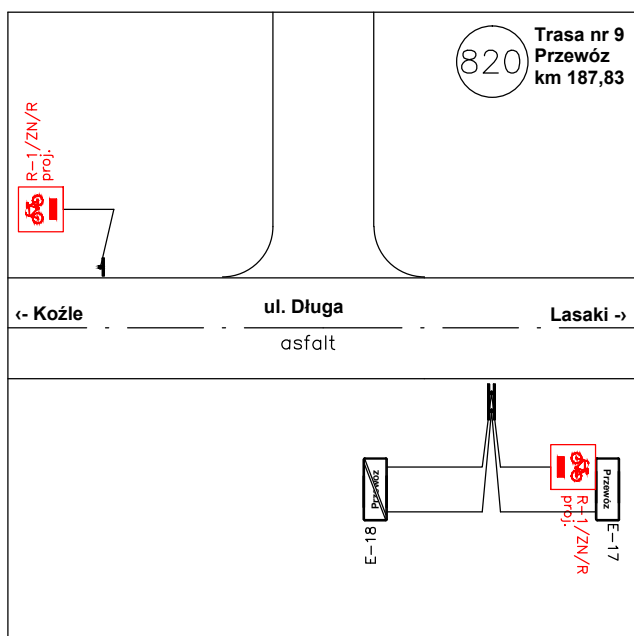 820
Trasa nr 9
Przewóz
km 187,83
R-1/ZN/R
proj.
<- Koźle
ul. Długa
Lasaki ->
asfalt
Przewóz
E-18
Przewóz
E-17
R-1/ZN/R
proj.